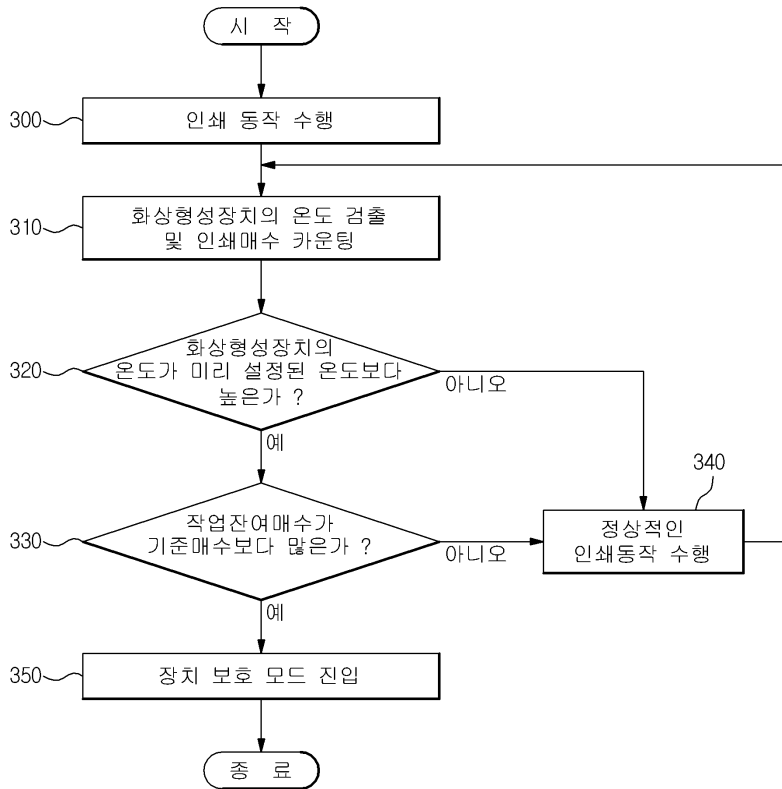 시 작
300
인쇄 동작 수행
310
화상형성장치의 온도 검출
및 인쇄매수 카운팅
320
화상형성장치의
온도가 미리 설정된 온도보다
높은가 ?
아니오
예
340
330
작업잔여매수가
기준매수보다 많은가 ?
아니오
정상적인
인쇄동작 수행
예
350
장치 보호 모드 진입
종 료